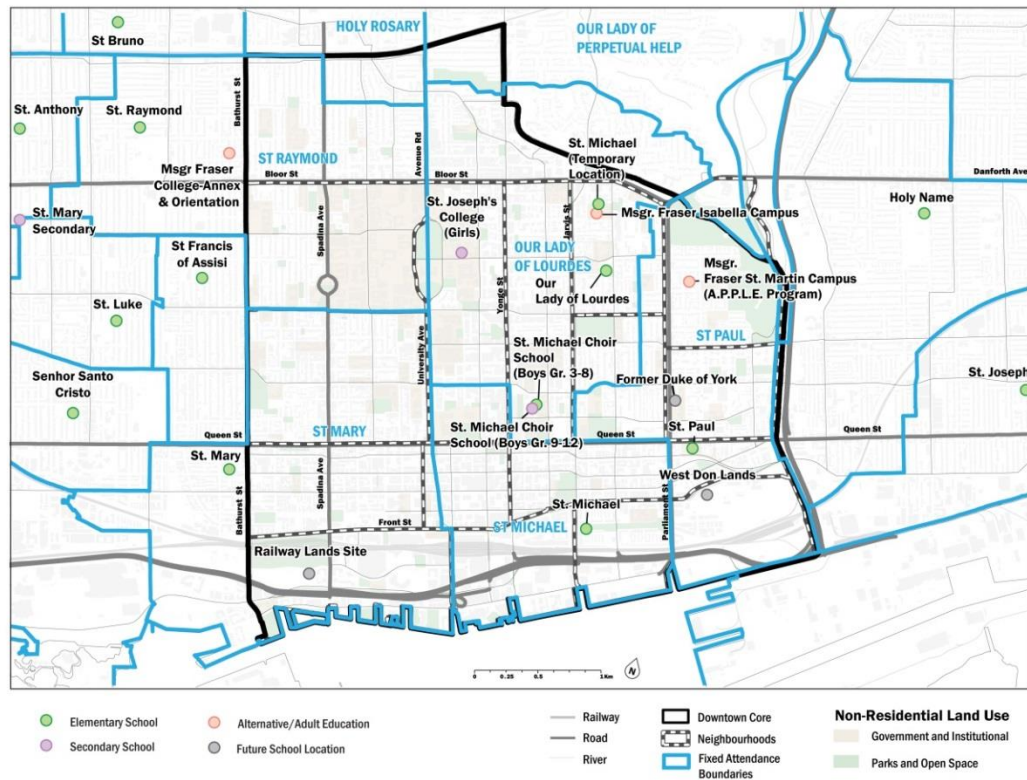 St Bruno
HOLY ROSARY
OUR LADY OF
PERPETUAL HELP
St. Anthony
St. Raymond
Bathurst St
Avenue Rd
St. Michael
(Temporary
Location)
ST RAYMOND
Msgr Fraser
College-Annex
& Orientation
Bloor St
Bloor St
Danforth Ave
St. Mary
Secondary
Spadina Ave
St. Joseph's
College
(Girls)
Jarvis St
Msgr. Fraser Isabella Campus
Holy Name
St Francis
of Assisi
OUR LADY
OF LOURDES
Our
Lady of Lourdes
Msgr.
Fraser St. Martin Campus
(A.P.P.L.E. Program)
St. Luke
Yonge St
University Ave
ST PAUL
St. Michael Choir
School
(Boys Gr. 3-8)
Former Duke of York
Senhor Santo
Cristo
St. Joseph
St. Michael Choir
School (Boys Gr. 9-12)
Queen St
ST MARY
Queen St
St. Paul
Queen St
St. Mary
Spadina Ave
West Don Lands
Bathurst St
Front St
ST MICHAEL
St. Michael
Parliament St
Railway Lands Site
0 0.25 0.5 1 Km
N
Elementary School
Secondary School
Alternative/Adult Education
Future School Location
Railway
Road
River
Downtown Core
Neighbourhoods
Fixed Attendance
Boundaries
Non-Residential Land Use
Government and Institutional
Parks and Open Space